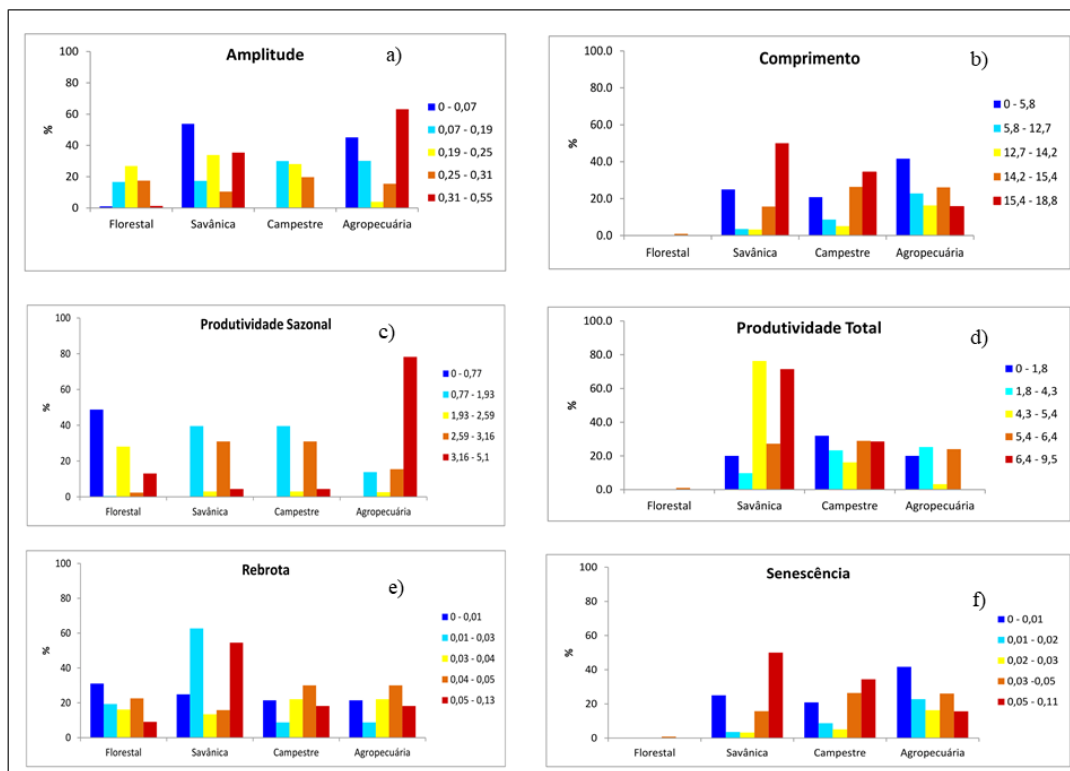 Amplitude
a)
100
80
60
40
20
0
%
Florestal Savânica Campestre Agropecuária
0 - 0,07
0,07 - 0,19
0,19 - 0,25
0,25 - 0,31
0,31 - 0,55
Comprimento
b)
100.0
80.0
60.0
40.0
20.0
0.0
%
Florestal Savânica Campestre Agropecuária
0 - 5,8
5,8 - 12,7
12,7 - 14,2
14,2 - 15,4
15,4 - 18,8
Produtividade Sazonal
c)
100
80
60
40
20
0
%
Florestal Savânica Campestre Agropecuária
0 - 0,77
0,77 - 1,93
1,93 - 2,59
2,59 - 3,16
3,16 - 5,1
Produtividade Total
d)
100.0
80.0
60.0
40.0
20.0
0.0
%
Florestal Savânica Campestre Agropecuária
0 - 1,8
1,8 - 4,3
4,3 - 5,4
5,4 - 6,4
6,4 - 9,5
Rebrota
e)
100
80
60
40
20
0
%
Florestal Savânica Campestre Agropecuária
0 - 0,01
0,01 - 0,03
0,03 - 0,04
0,04 - 0,05
0,05 - 0,13
Senescência
f)
100
80
60
40
20
0
%
Florestal Savânica Campestre Agropecuária
0 - 0,01
0,01 - 0,02
0,02 - 0,03
0,03 -0,05
0,05 - 0,11